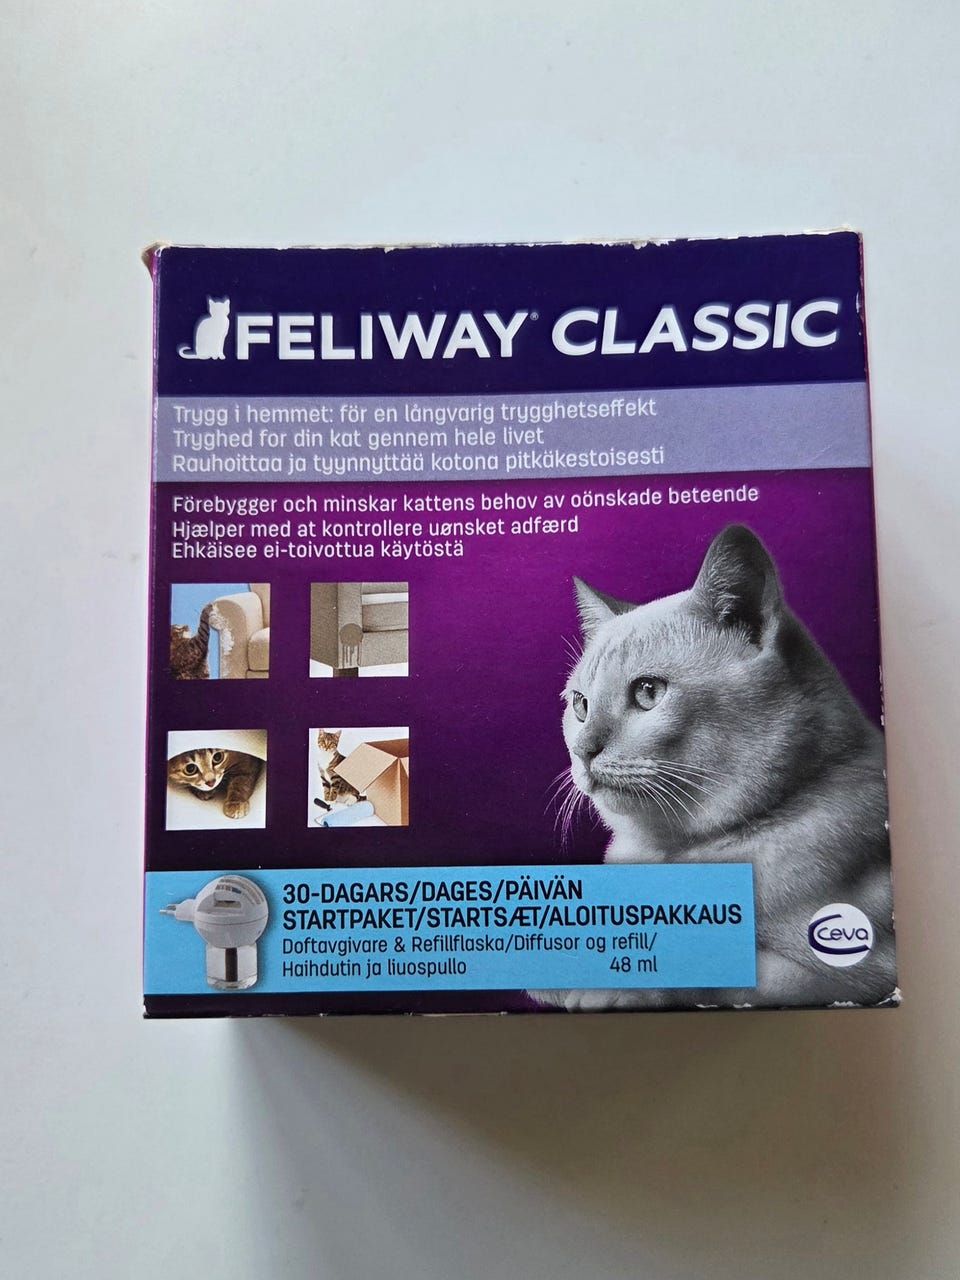 FELIWAY® CLASSIC
Trygg i hemmet: för en långvarig trygghetseffekt
Tryghed for din kat gennem hele livet
Rauhoittaa ja tyynnyttää kotona pitkäkestoisesti
Förebygger och minskar kattens behov av oönskade beteende
Hjælper med at kontrollere uønsket adfærd
Ehkäisee ei-toivottua käytöstä
30-DAGARS/DAGES/PÄIVÄN
STARTPAKET/STARTSÆT/ALOITUSPAKKAUS
Doftavgivare & Refillflaska/Diffusor og refill/
Haihdutin ja liuospullo 48 ml
Ceva